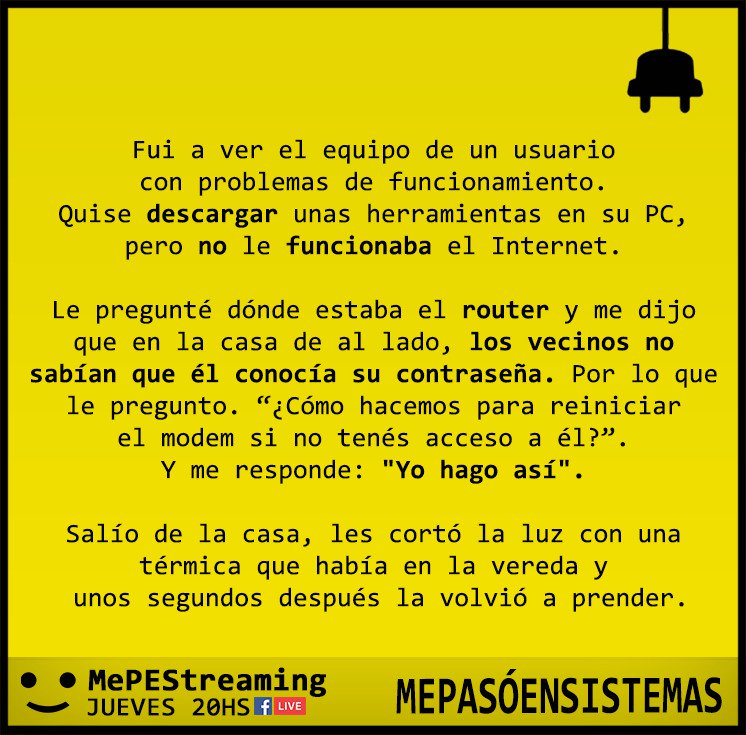 Fui a ver el equipo de un usuario
con problemas de funcionamiento.
Quise descargar unas herramientas en su PC,
pero no le funcionaba el Internet.
Le pregunté dónde estaba el router y me dijo
que en la casa de al lado, los vecinos no
sabían que él conocía su contraseña. Por lo que
le pregunto. “¿Cómo hacemos para reiniciar
el modem si no tenés acceso a él?”.
Y me responde: "Yo hago así".
Salío de la casa, les cortó la luz con una
térmica que había en la vereda y
unos segundos después la volvió a prender.
MePEStreaming
JUEVES 20HS f LIVE
MEPASÓENSISTEMAS